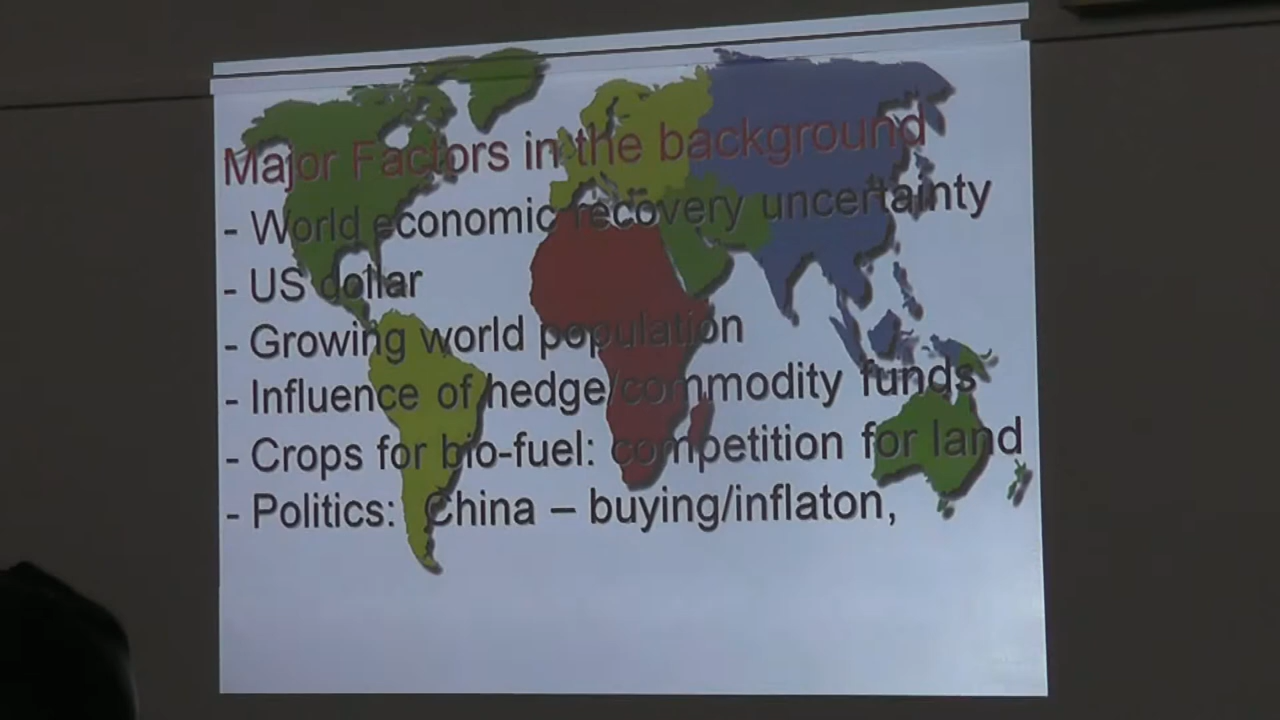 Major Factors in the background
- World economic recovery uncertainty
- US dollar
- Growing world population
- Influence of hedge/commodity funds
- Crops for bio-fuel: competition for land
- Politics: China – buying/inflaton,